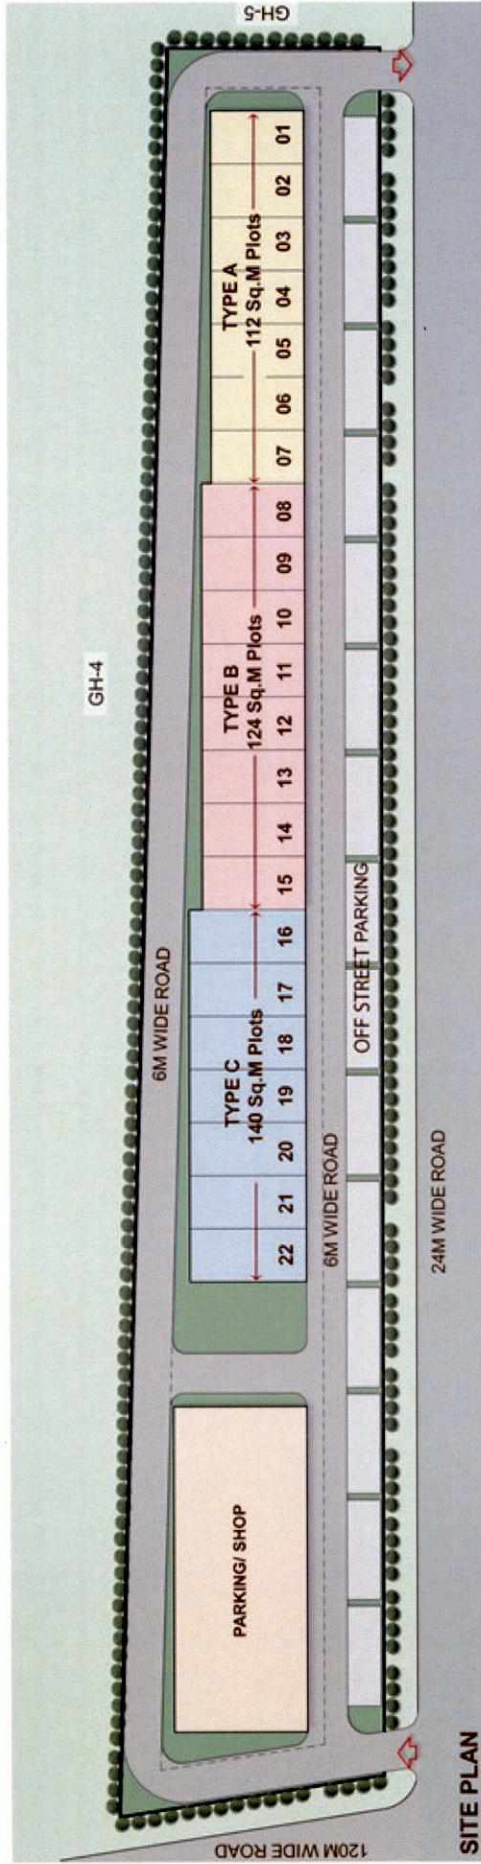 GH-5
GH-4
6M WIDE ROAD
TYPE C
140 Sq.M Plots
TYPE B
124 Sq.M Plots
TYPE A
112 Sq.M Plots
22 21 20 19 18 17 16 15 14 13 12 11 10 09 08 07 06 05 04 03 02 01
PARKING/ SHOP
6M WIDE ROAD
OFF STREET PARKING
24M WIDE ROAD
120M WIDE ROAD
SITE PLAN